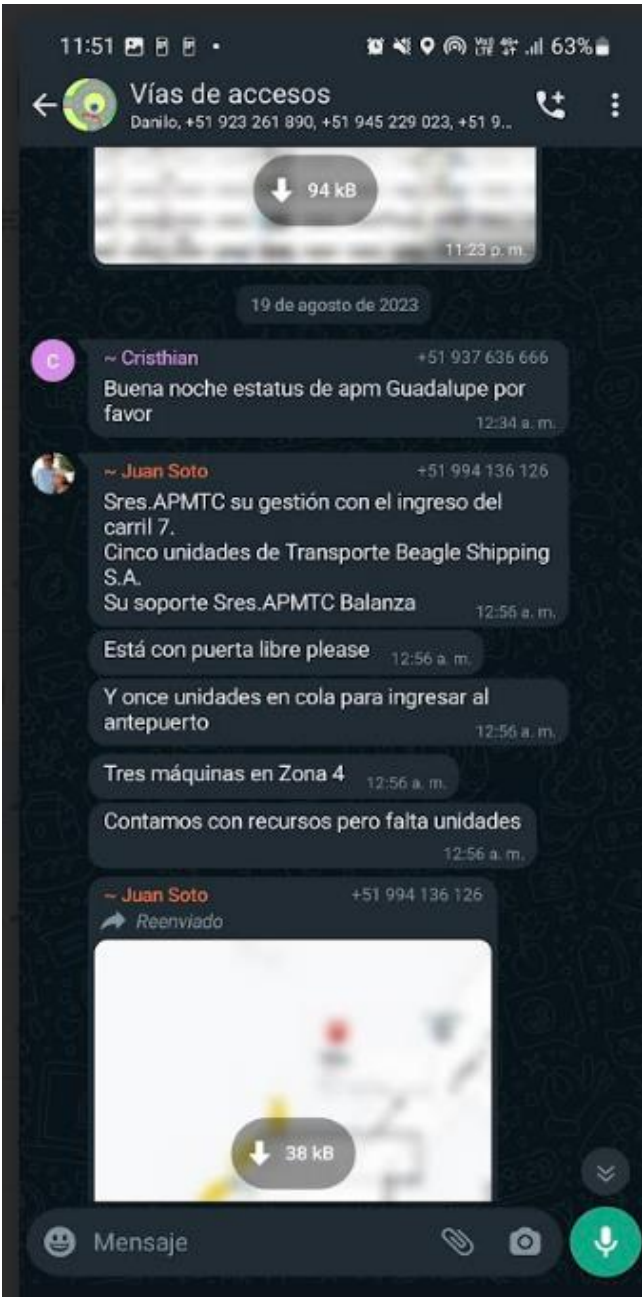 11:51
63%
Vías de accesos
Danilo, +51 923 261 890, +51 945 229 023, +51 9...
94 kB
11:23 p. m.
19 de agosto de 2023
C
~ Cristhian +51 937 636 666
Buena noche estatus de apm Guadalupe por
favor
12:34 a. m.
~ Juan Soto +51 994 136 126
Sres.APMTC su gestión con el ingreso del
carril 7.
Cinco unidades de Transporte Beagle Shipping
S.A.
Su soporte Sres.APMTC Balanza 12:56 a. m.
Está con puerta libre please 12:56 a. m.
Y once unidades en cola para ingresar al
antepuerto
12:56 a. m.
Tres máquinas en Zona 4 12:56 a. m.
Contamos con recursos pero falta unidades
12:56 a. m.
~ Juan Soto +51 994 136 126
Reenviado
38 kB
Mensaje